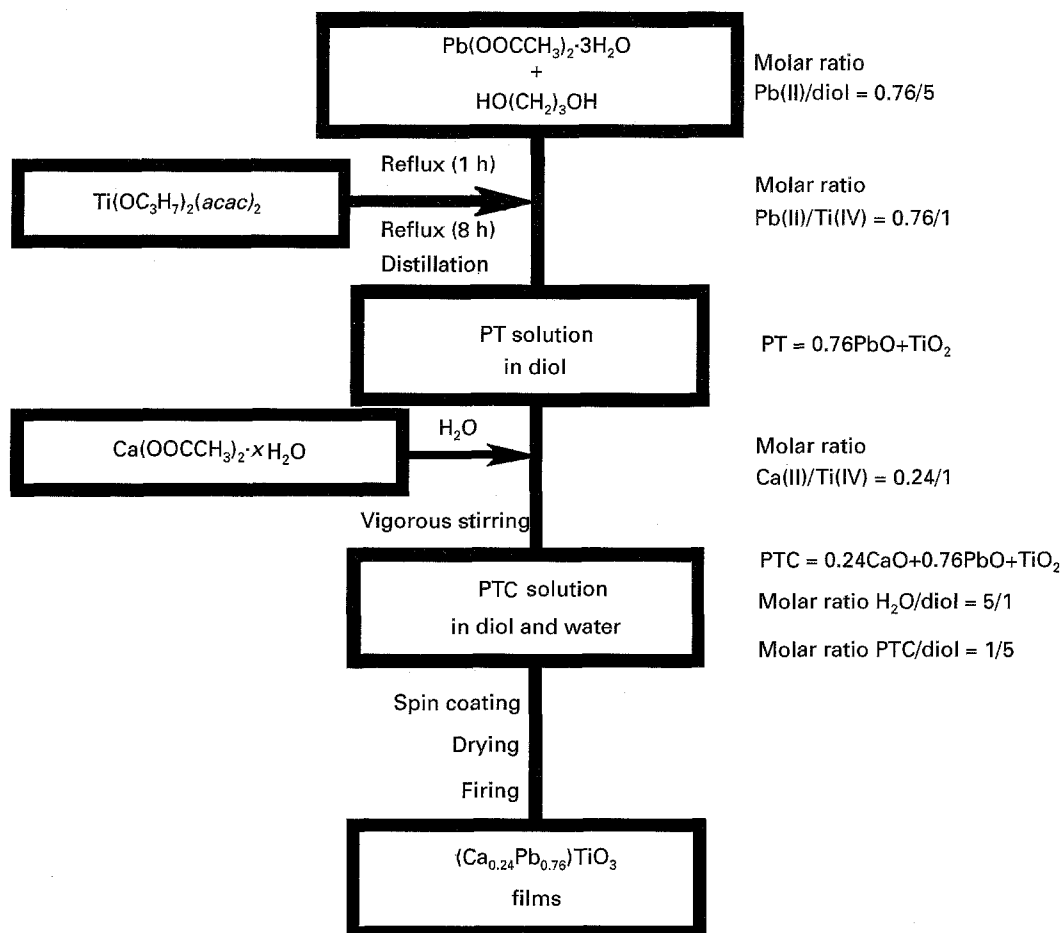 Pb(OOCCH₃)₂·3H₂O
+
HO(CH₂)₃OH
Molar ratio
Pb(II)/diol = 0.76/5
Reflux (1 h)
Ti(OC₃H₇)₂(acac)₂
Reflux (8 h)
Distillation
Molar ratio
Pb(II)/Ti(IV) = 0.76/1
PT solution
in diol
PT = 0.76PbO+TiO₂
Ca(OOCCH₃)₂·xH₂O
H₂O
Vigorous stirring
Molar ratio
Ca(II)/Ti(IV) = 0.24/1
PTC solution
in diol and water
PTC = 0.24CaO+0.76PbO+TiO₂
Molar ratio H₂O/diol = 5/1
Molar ratio PTC/diol = 1/5
Spin coating
Drying
Firing
(Ca₀.₂₄Pb₀.₇₆)TiO₃
films